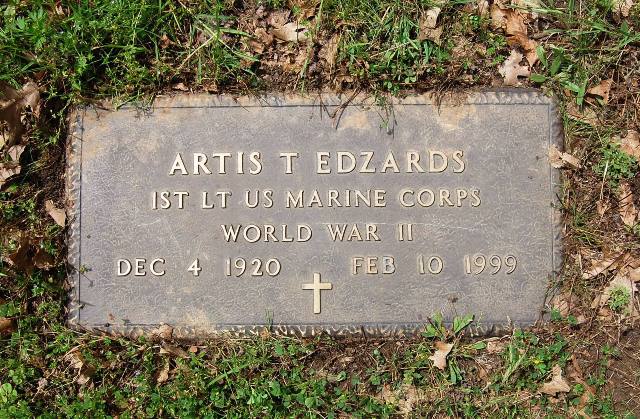 ARTIS T EDZARDS
1ST LT US MARINE CORPS
WORLD WAR II
DEC 4 1920 FEB 10 1999